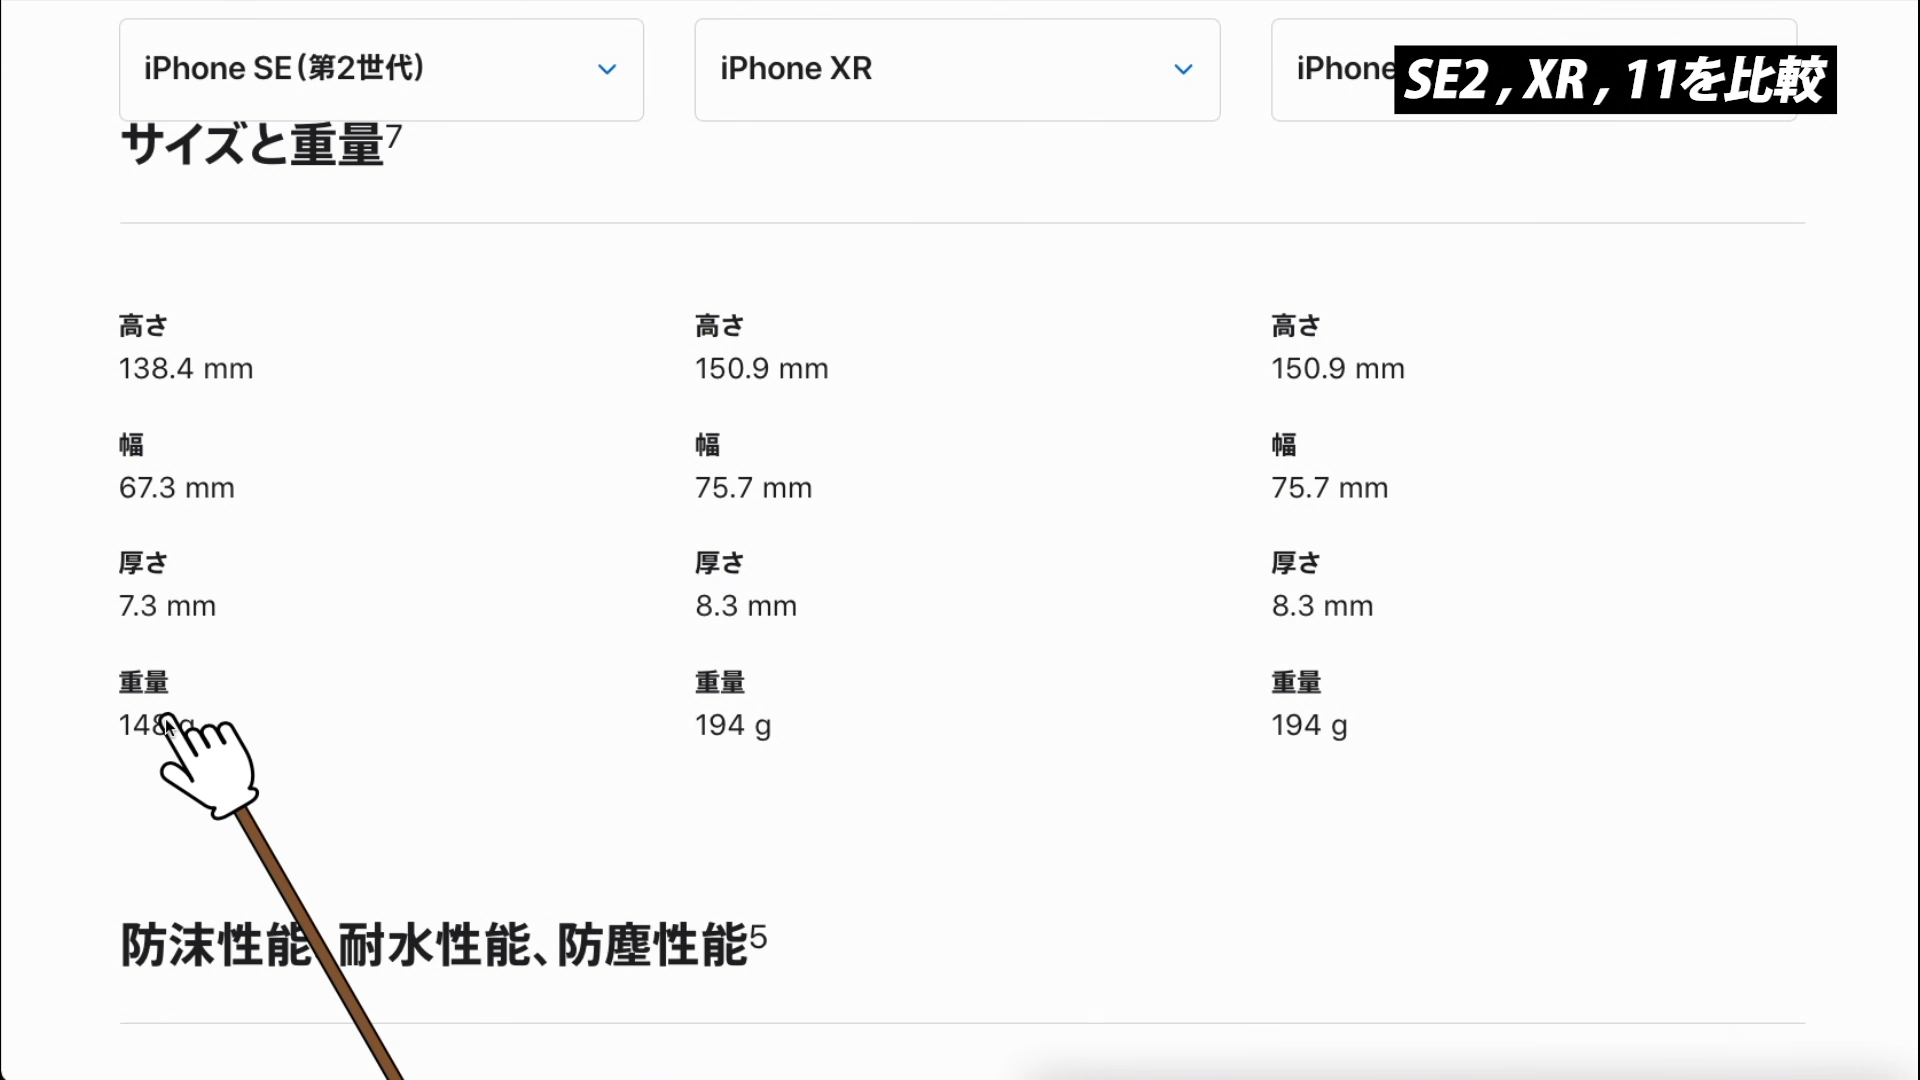 iPhone SE(第2世代)
iPhone XR
iPhone
SE2 , XR , 11を比較
サイズと重量7
高さ
138.4 mm
高さ
150.9 mm
高さ
150.9 mm
幅
67.3 mm
幅
75.7 mm
幅
75.7 mm
厚さ
7.3 mm
厚さ
8.3 mm
厚さ
8.3 mm
重量
148 g
重量
194 g
重量
194 g
防沫性能、耐水性能、防塵性能5